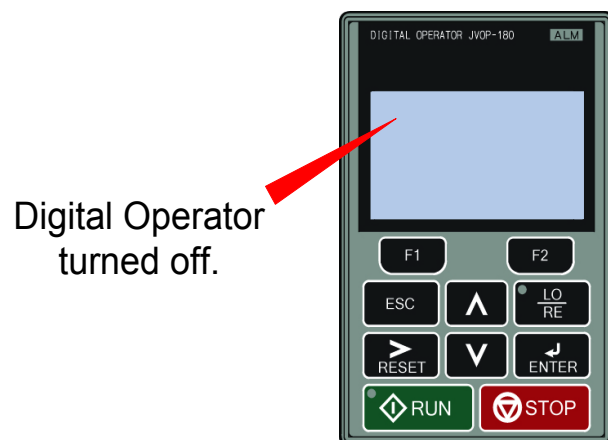 DIGITAL OPERATOR JVOP-180 ALM
Digital Operator
turned off.
F1 F2
ESC LO
RE
RESET ENTER
RUN STOP